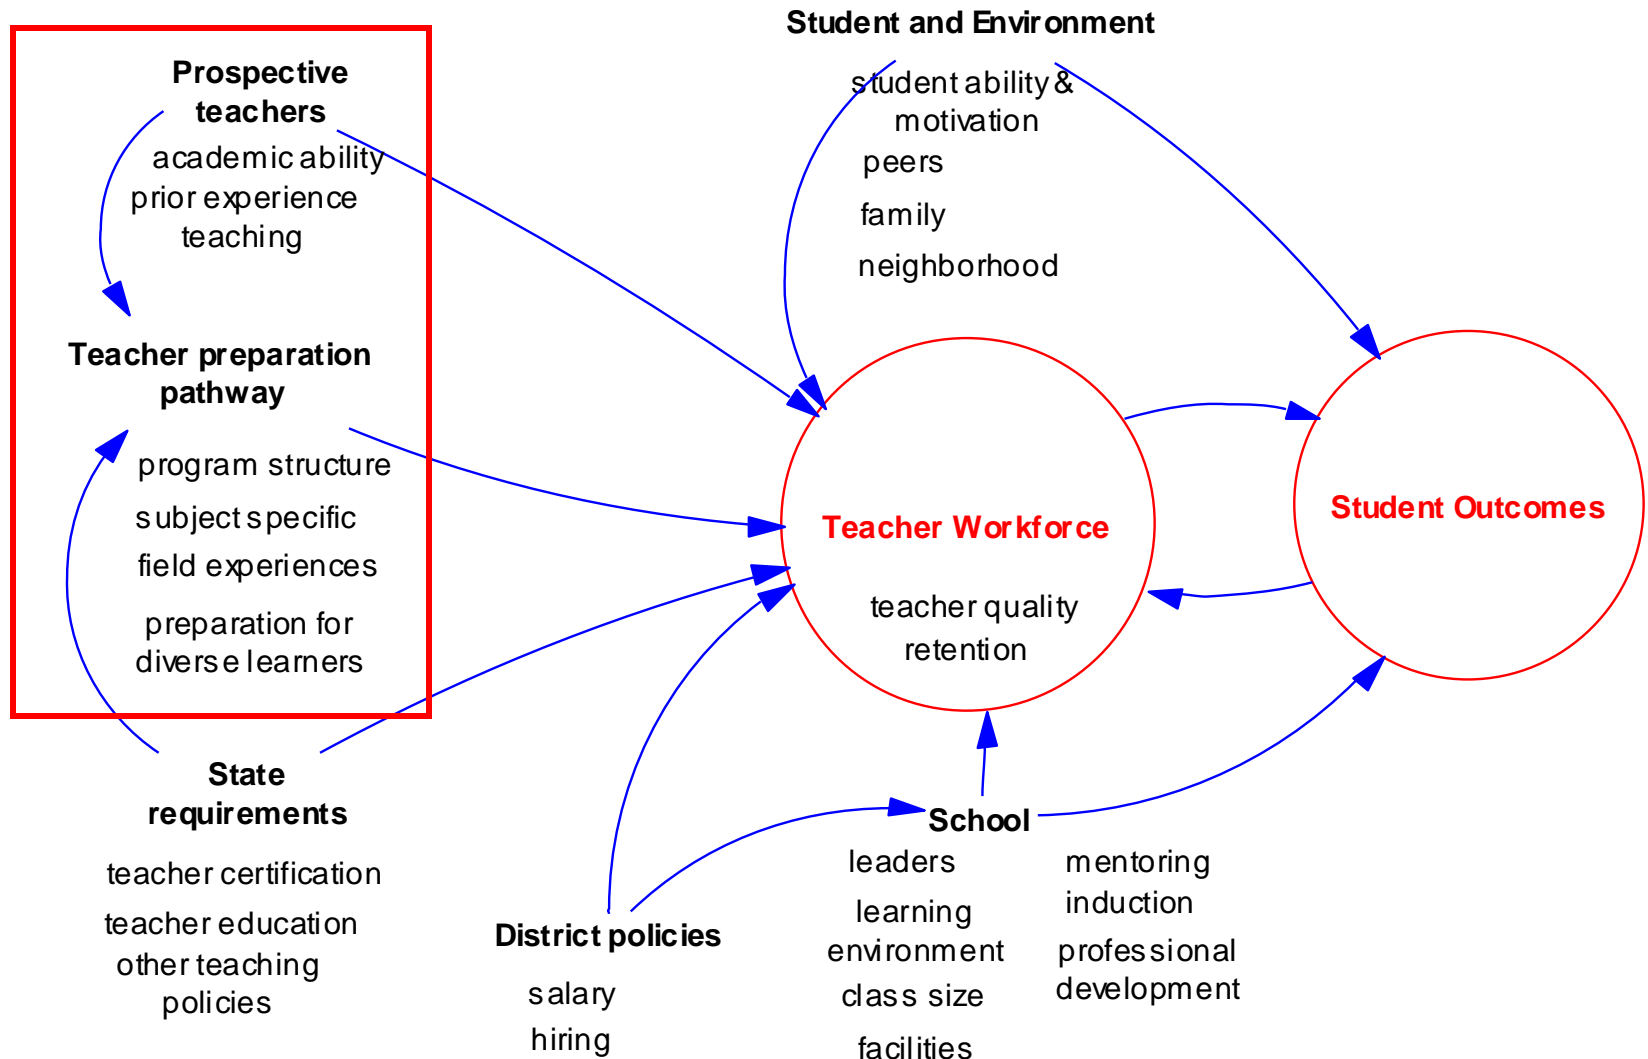 Student and Environment
student ability &
motivation
peers
family
neighborhood
Prospective
teachers
academic ability
prior experience
teaching
Teacher preparation
pathway
program structure
subject specific
field experiences
preparation for
diverse learners
Teacher Workforce
teacher quality
retention
Student Outcomes
State
requirements
teacher certification
teacher education
other teaching
policies
District policies
salary
hiring
School
leaders
learning
environment
class size
facilities
mentoring
induction
professional
development